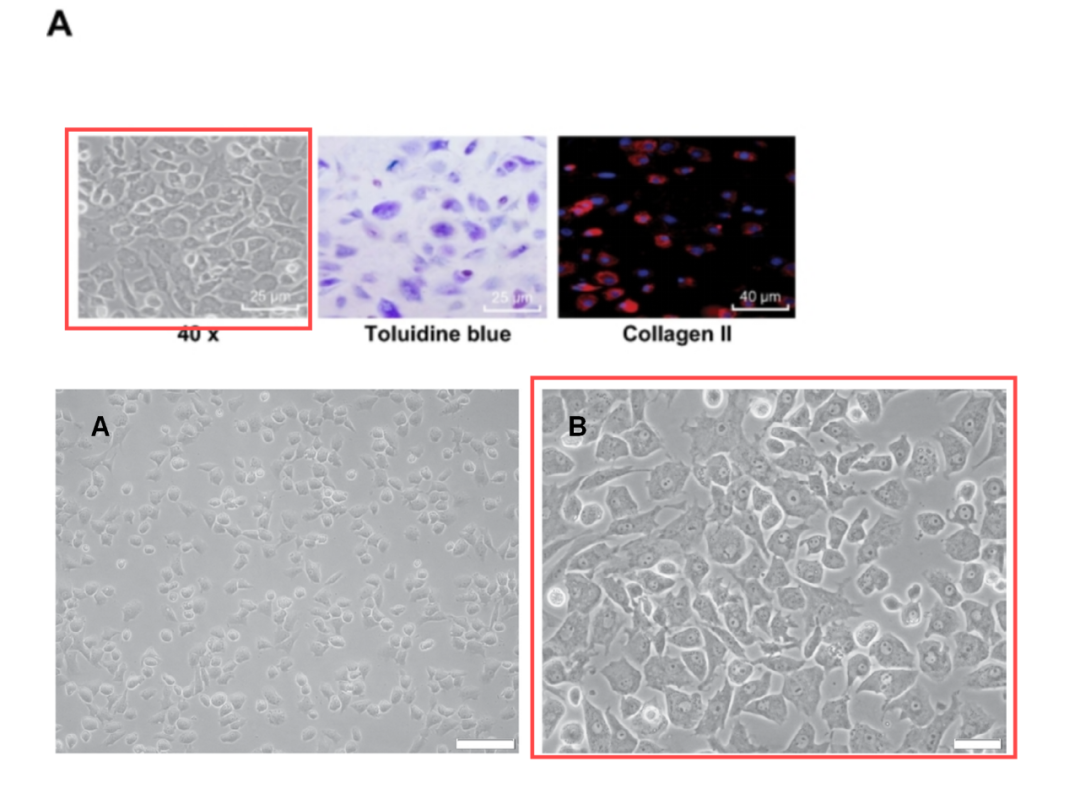 A
25 µm
25 µm
40 µm
40 x
Toluidine blue
Collagen II
A
B